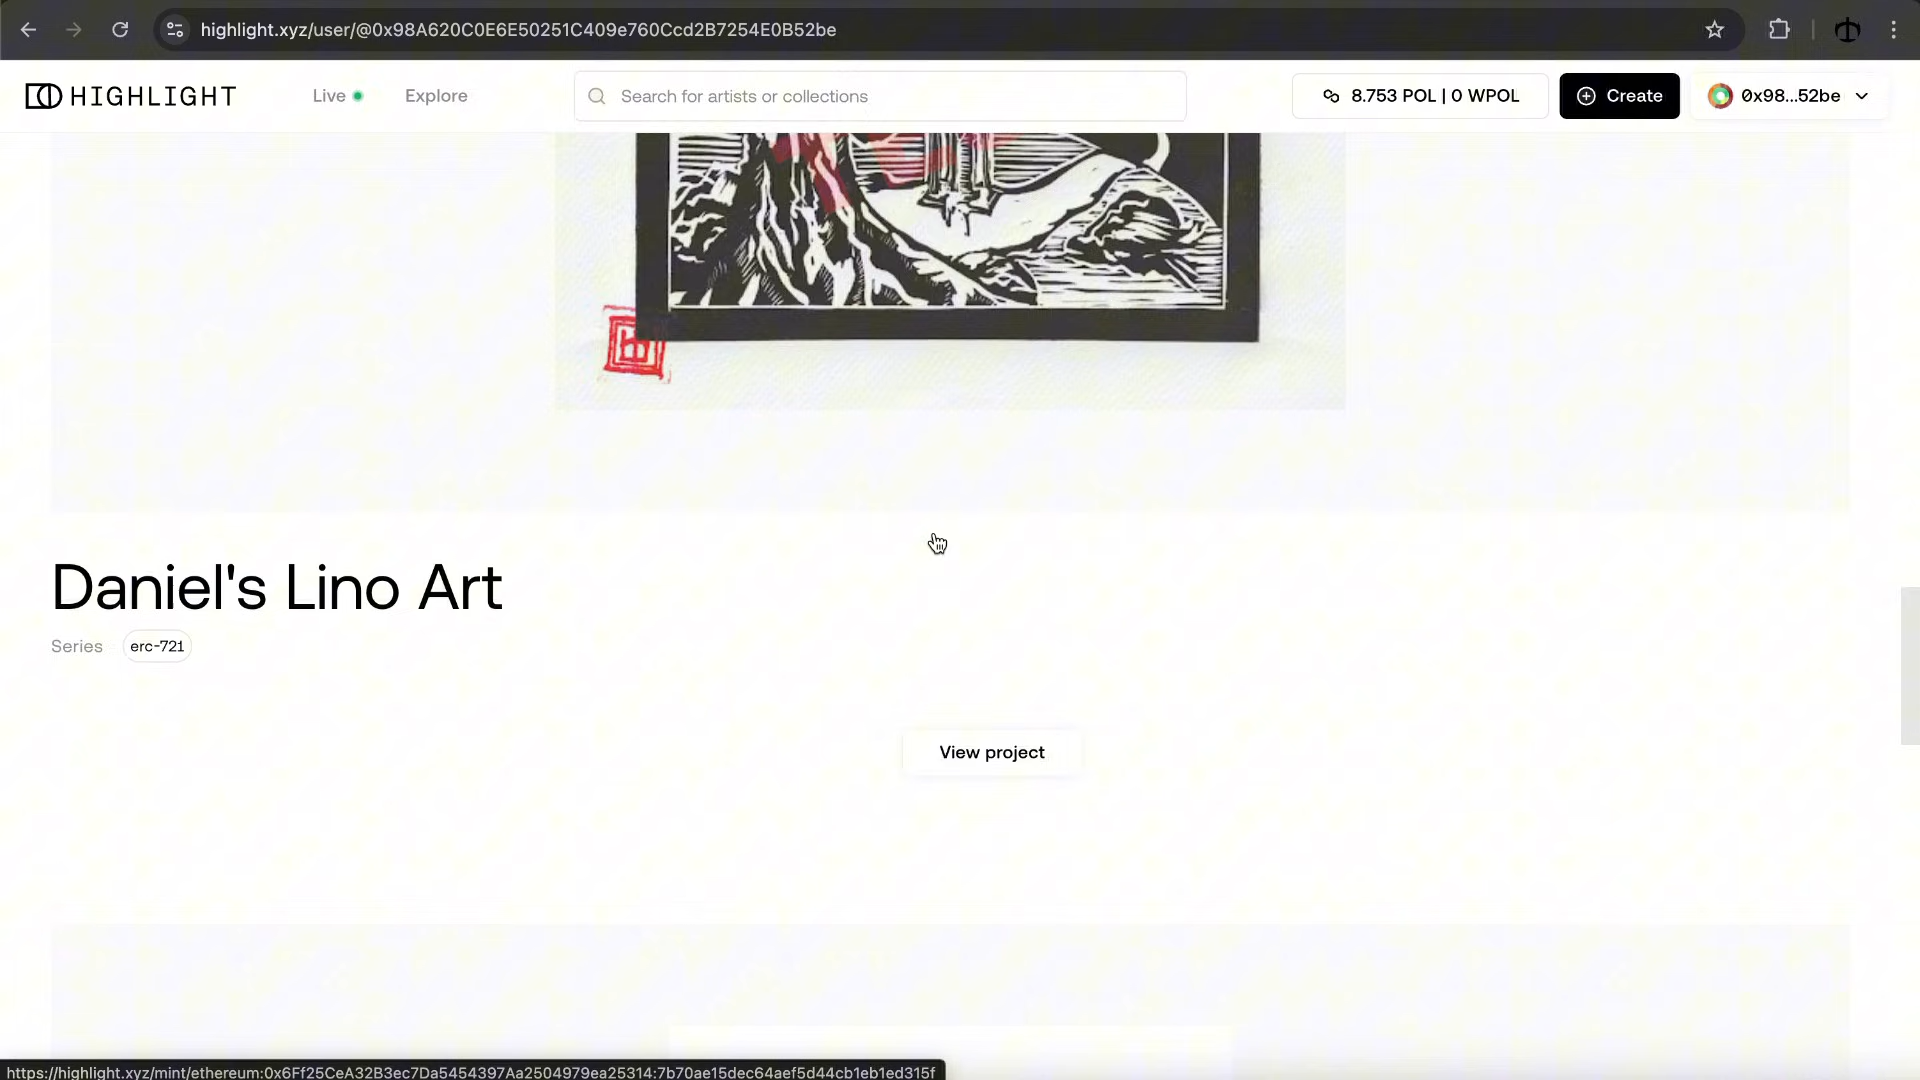 highlight.xyz/user/@0x98A620C0E6E50251C409e760Ccd2B7254E0B52be
HIGHLIGHT
Live
Explore
Search for artists or collections
8.753 POL | 0 WPOL
Create
0x98...52be
Daniel's Lino Art
Series
erc-721
View project
https://highlight.xyz/mint/ethereum:0x6Ff25CeA32B3ec7Da5454397Aa2504979ea25314:7b70ae15dec64aef5d44cb1eb1ed315f